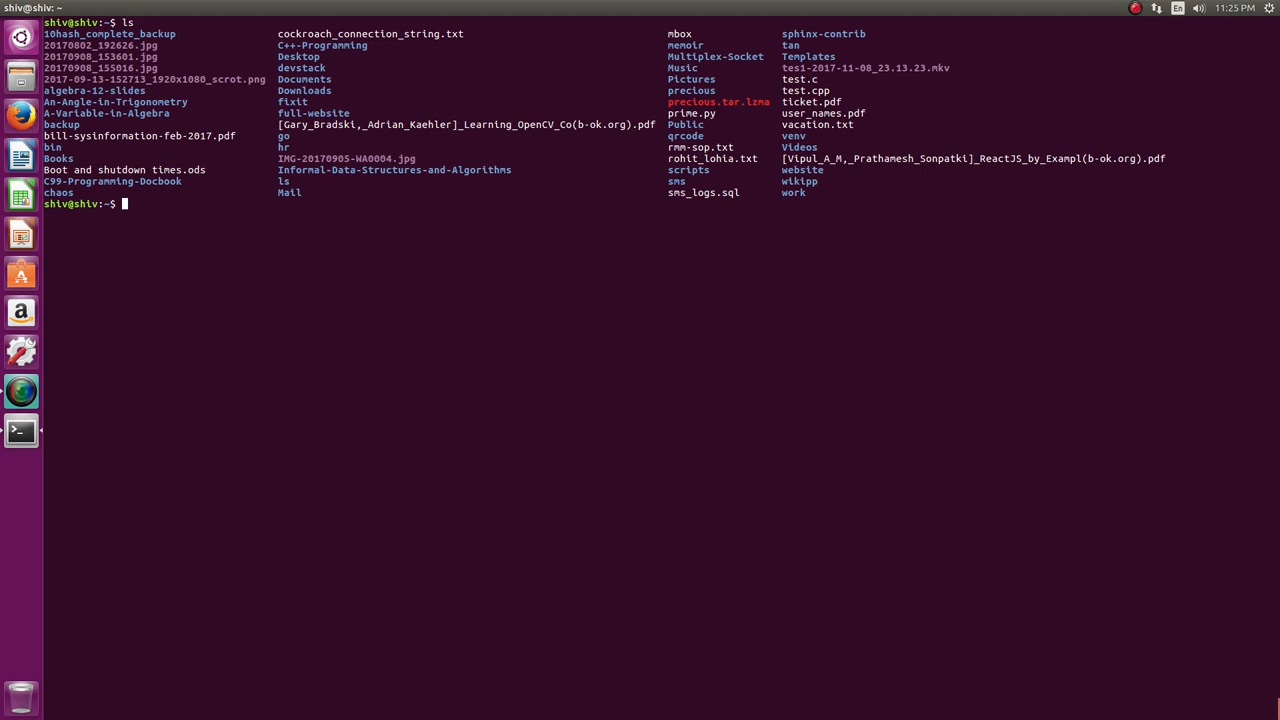 shiv@shiv: ~ En 11:25 PM
shiv@shiv:~$ ls
10hash_complete_backup cockroach_connection_string.txt mbox sphinx-contrib
20170802_192626.jpg C++-Programming memoir tan
20170908_153601.jpg Desktop Multiplex-Socket Templates
20170908_155016.jpg devstack Music tes1-2017-11-08_23.13.23.mkv
2017-09-13-152713_1920x1080_scrot.png Documents Pictures test.c
algebra-12-slides Downloads precious test.cpp
An-Angle-in-Trigonometry fixit precious.tar.lzma ticket.pdf
A-Variable-in-Algebra full-website prime.py user_names.pdf
backup [Gary_Bradski,_Adrian_Kaehler]_Learning_OpenCV_Co(b-ok.org).pdf Public vacation.txt
bill-sysinformation-feb-2017.pdf go qrcode venv
bin hr rmm-sop.txt Videos
Books IMG-20170905-WA0004.jpg rohit_lohia.txt [Vipul_A_M,_Prathamesh_Sonpatki]_ReactJS_by_Exampl(b-ok.org).pdf
Boot and shutdown times.ods Informal-Data-Structures-and-Algorithms scripts website
C99-Programming-Docbook ls sms wikipp
chaos Mail sms_logs.sql work
shiv@shiv:~$